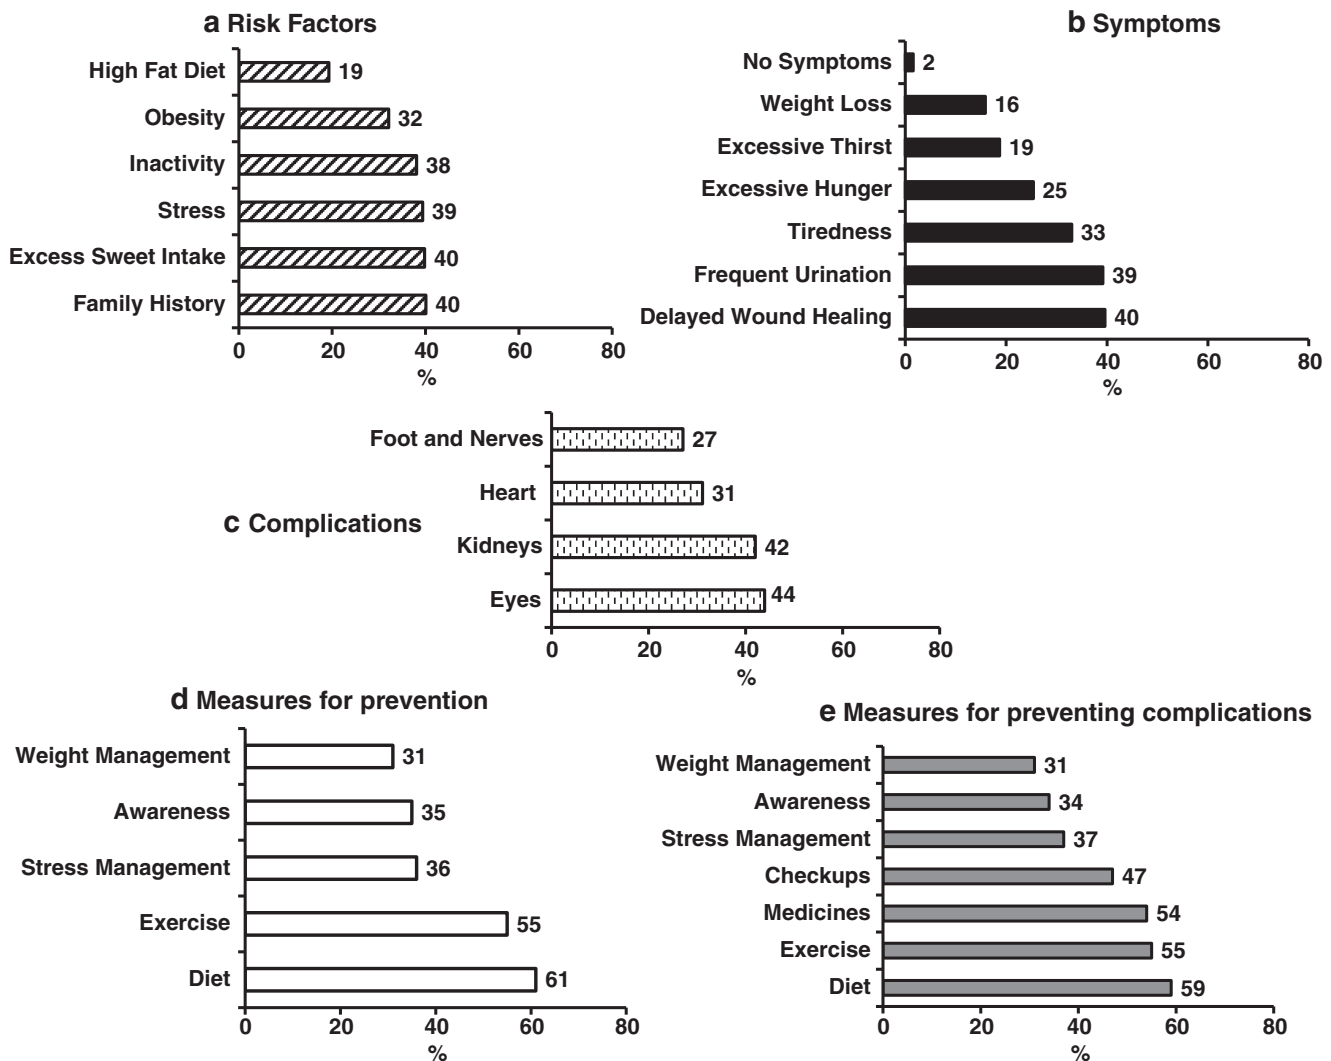 a Risk Factors
High Fat Diet 19
Obesity 32
Inactivity 38
Stress 39
Excess Sweet Intake 40
Family History 40
0 20 40 60 80
%
b Symptoms
No Symptoms 2
Weight Loss 16
Excessive Thirst 19
Excessive Hunger 25
Tiredness 33
Frequent Urination 39
Delayed Wound Healing 40
0 20 40 60 80
%
c Complications
Foot and Nerves 27
Heart 31
Kidneys 42
Eyes 44
0 20 40 60 80
%
d Measures for prevention
Weight Management 31
Awareness 35
Stress Management 36
Exercise 55
Diet 61
0 20 40 60 80
%
e Measures for preventing complications
Weight Management 31
Awareness 34
Stress Management 37
Checkups 47
Medicines 54
Exercise 55
Diet 59
0 20 40 60 80
%